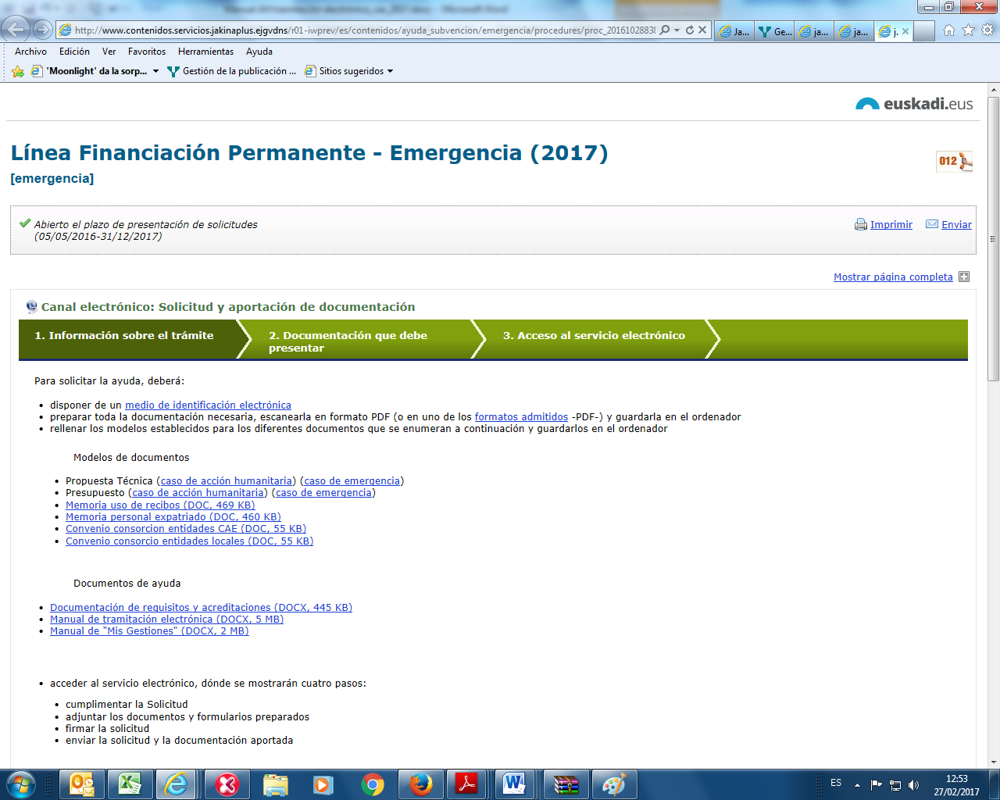 http://www.contenidos.servicios.jakinaplus.ejgvdns/r01-iwprev/es/contenidos/ayuda_subvencion/emergencia/procedures/proc_20161028838
Ja...
Ge...
ja...
ja...
j.
Archivo Edición Ver Favoritos Herramientas Ayuda
'Moonlight' da la sorp... Gestión de la publicación ... Sitios sugeridos
euskadi.eus
Línea Financiación Permanente - Emergencia (2017)
012
[emergencia]
Abierto el plazo de presentación de solicitudes
(05/05/2016-31/12/2017)
Imprimir Enviar
Mostrar página completa
Canal electrónico: Solicitud y aportación de documentación
1. Información sobre el trámite
2. Documentación que debe
presentar
3. Acceso al servicio electrónico
Para solicitar la ayuda, deberá:
disponer de un medio de identificación electrónica
preparar toda la documentación necesaria, escanearla en formato PDF (o en uno de los formatos admitidos -PDF-) y guardarla en el ordenador
rellenar los modelos establecidos para los diferentes documentos que se enumeran a continuación y guardarlos en el ordenador
Modelos de documentos
Propuesta Técnica (caso de acción humanitaria) (caso de emergencia)
Presupuesto (caso de acción humanitaria) (caso de emergencia)
Memoria uso de recibos (DOC, 469 KB)
Memoria personal expatriado (DOC, 460 KB)
Convenio consorcion entidades CAE (DOC, 55 KB)
Convenio consorcio entidades locales (DOC, 55 KB)
Documentos de ayuda
Documentación de requisitos y acreditaciones (DOCX, 445 KB)
Manual de tramitación electrónica (DOCX, 5 MB)
Manual de "Mis Gestiones" (DOCX, 2 MB)
acceder al servicio electrónico, dónde se mostrarán cuatro pasos:
cumplimentar la Solicitud
adjuntar los documentos y formularios preparados
firmar la solicitud
enviar la solicitud y la documentación aportada
ES
12:53
27/02/2017